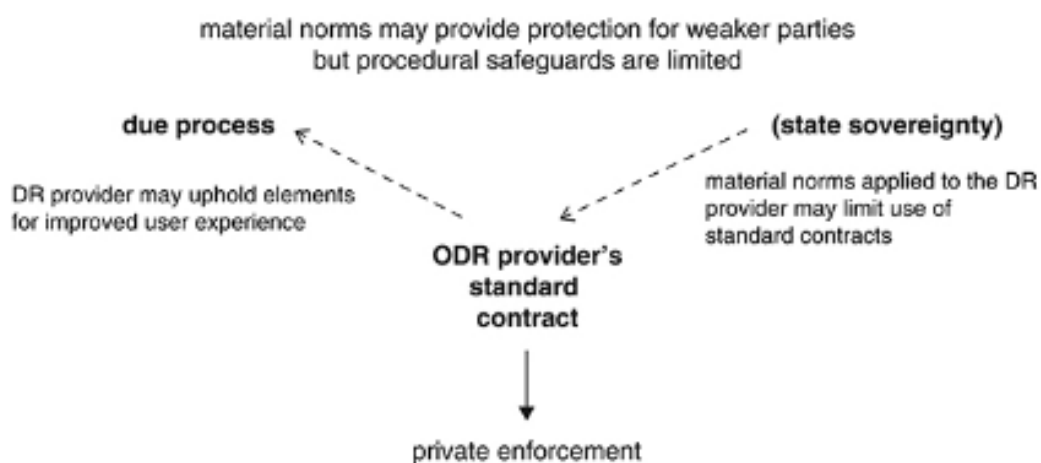 material norms may provide protection for weaker parties
but procedural safeguards are limited
due process
(state sovereignty)
DR provider may uphold elements
for improved user experience
material norms applied to the DR
provider may limit use of
standard contracts
ODR provider's
standard
contract
private enforcement